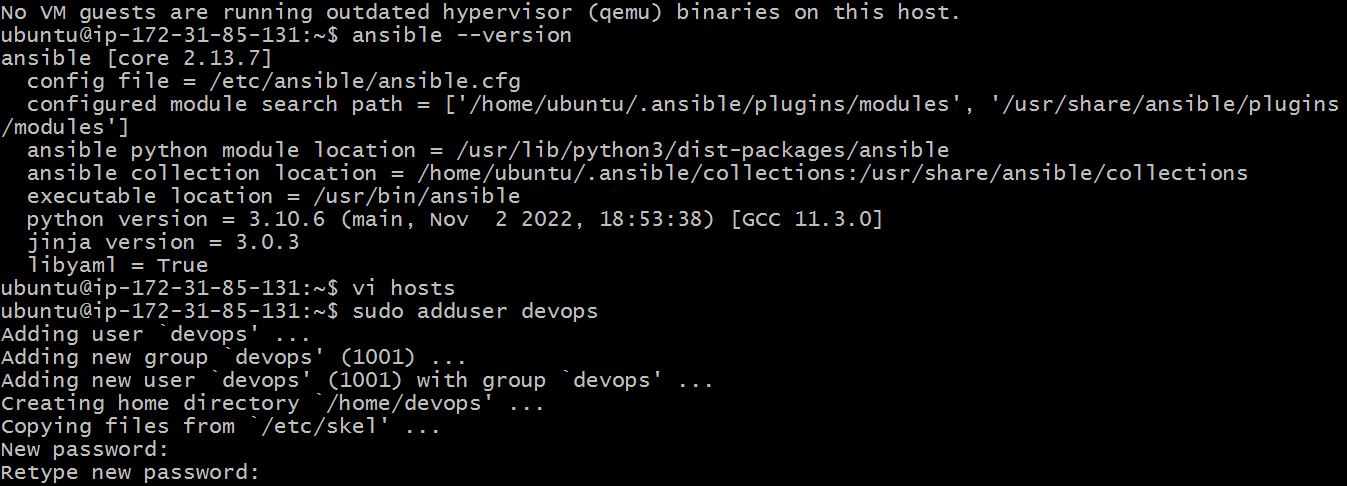 No VM guests are running outdated hypervisor (qemu) binaries on this host.
ubuntu@ip-172-31-85-131:~$ ansible --version
ansible [core 2.13.7]
  config file = /etc/ansible/ansible.cfg
  configured module search path = ['/home/ubuntu/.ansible/plugins/modules', '/usr/share/ansible/plugins
/modules']
  ansible python module location = /usr/lib/python3/dist-packages/ansible
  ansible collection location = /home/ubuntu/.ansible/collections:/usr/share/ansible/collections
  executable location = /usr/bin/ansible
  python version = 3.10.6 (main, Nov  2 2022, 18:53:38) [GCC 11.3.0]
  jinja version = 3.0.3
  libyaml = True
ubuntu@ip-172-31-85-131:~$ vi hosts
ubuntu@ip-172-31-85-131:~$ sudo adduser devops
Adding user `devops' ...
Adding new group `devops' (1001) ...
Adding new user `devops' (1001) with group `devops' ...
Creating home directory `/home/devops' ...
Copying files from `/etc/skel' ...
New password:
Retype new password: